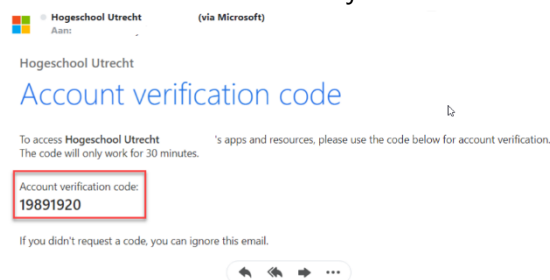 Hogeschool Utrecht (via Microsoft)
Aan:
Hogeschool Utrecht
Account verification code
To access Hogeschool Utrecht 's apps and resources, please use the code below for account verification.
The code will only work for 30 minutes.
Account verification code:
19891920
If you didn't request a code, you can ignore this email.